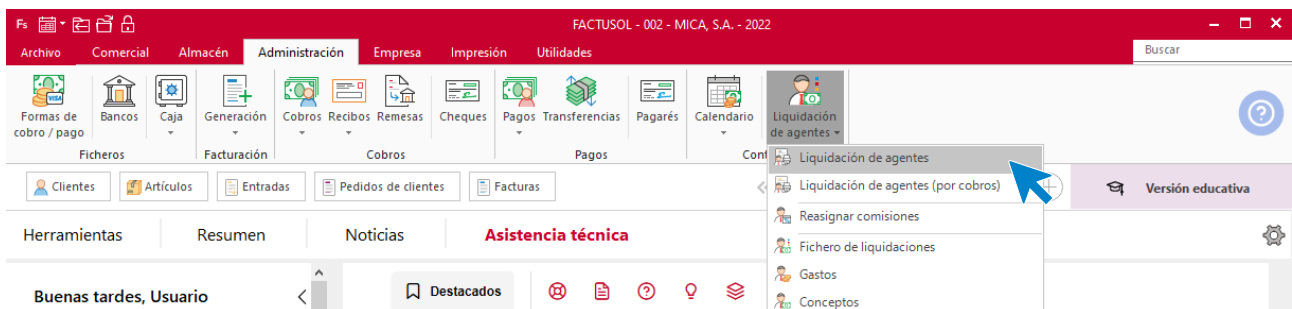 Fs
FACTUSOL - 002 - MICA, S.A. - 2022
Archivo Comercial Almacén Administración Empresa Impresión Utilidades Buscar
Formas de cobro / pago
Bancos
Caja
Generación
Cobros
Recibos
Remesas
Cheques
Pagos
Transferencias
Pagarés
Calendario
Liquidación de agentes
VISA
Ficheros Facturación Cobros Pagos Cont
Liquidación de agentes
Liquidación de agentes (por cobros)
Reasignar comisiones
Fichero de liquidaciones
Gastos
Conceptos
Clientes Artículos Entradas Pedidos de clientes Facturas
Versión educativa
Herramientas Resumen Noticias Asistencia técnica
Buenas tardes, Usuario
Destacados